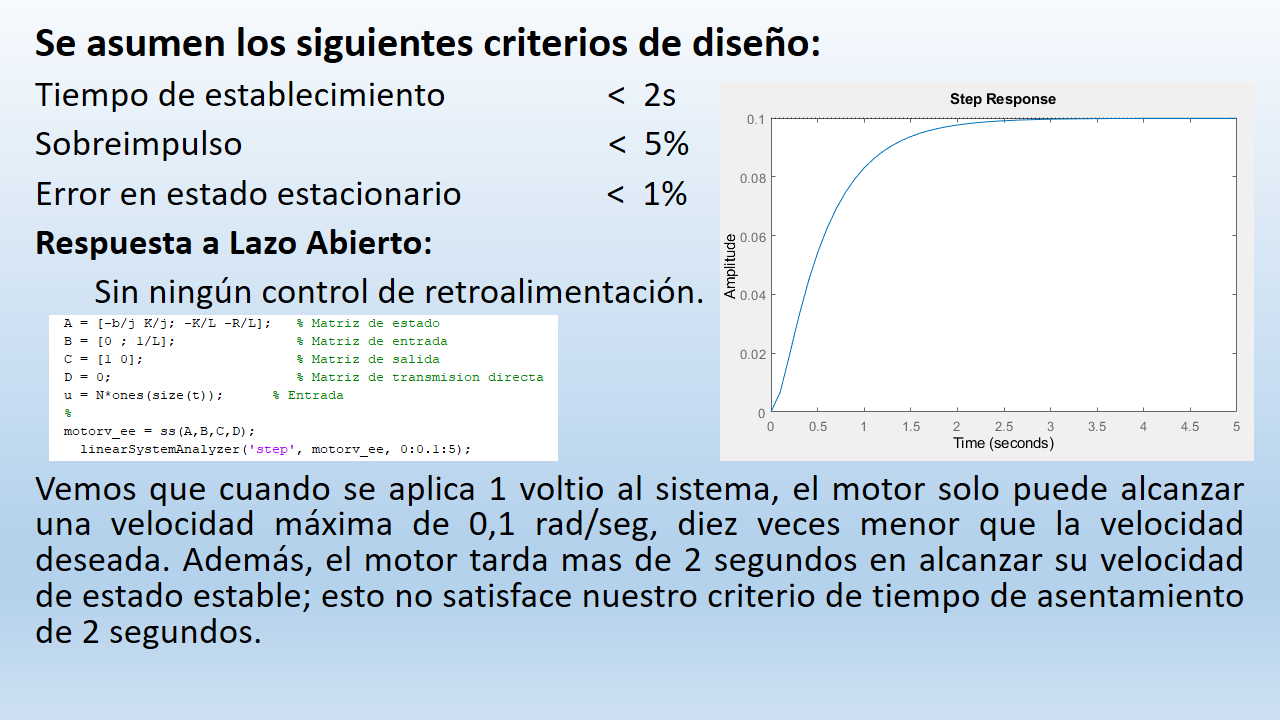 Se asumen los siguientes criterios de diseño:
Tiempo de establecimiento < 2s
Sobreimpulso < 5%
Error en estado estacionario < 1%
Respuesta a Lazo Abierto:
Sin ningún control de retroalimentación.
A = [-b/j K/j; -K/L -R/L]; % Matriz de estado
B = [0 ; 1/L]; % Matriz de entrada
C = [1 0]; % Matriz de salida
D = 0; % Matriz de transmision directa
u = N*ones(size(t)); % Entrada
%
motorv_ee = ss(A,B,C,D);
linearSystemAnalyzer('step', motorv_ee, 0:0.1:5);
Step Response
Amplitude
0.1
0.08
0.06
0.04
0.02
0
0 0.5 1 1.5 2 2.5 3 3.5 4 4.5 5
Time (seconds)
Vemos que cuando se aplica 1 voltio al sistema, el motor solo puede alcanzar
una velocidad máxima de 0,1 rad/seg, diez veces menor que la velocidad
deseada. Además, el motor tarda mas de 2 segundos en alcanzar su velocidad
de estado estable; esto no satisface nuestro criterio de tiempo de asentamiento
de 2 segundos.